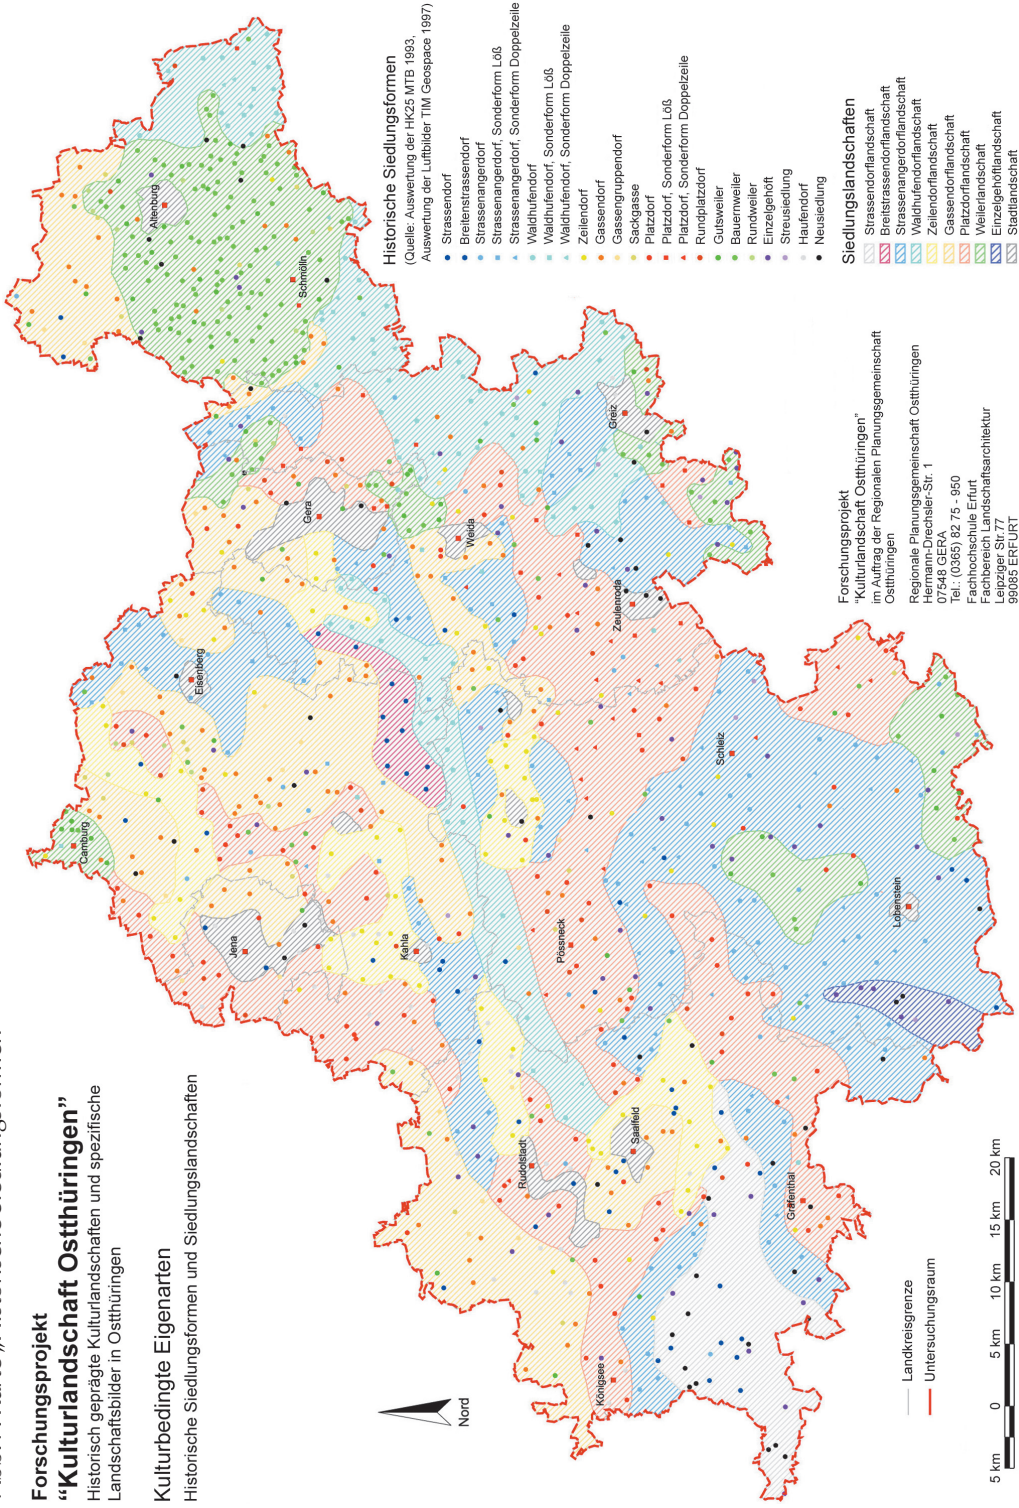 Forschungsprojekt
“Kulturlandschaft Ostthüringen”
Historisch geprägte Kulturlandschaften und spezifische
Landschaftsbilder in Ostthüringen
Kulturbedingte Eigenarten
Historische Siedlungsformen und Siedlungslandschaften
Nord
Königsee
Rudolstadt
Saalfeld
Gräfenthal
Pössneck
Lobenstein
Kahla
Jena
Camburg
Schleiz
Eisenberg
Zeulenroda
Weida
Gera
Greiz
Schmölln
Altenburg
Landkreisgrenze
Untersuchungsraum
5 km 0 5 km 10 km 15 km 20 km
Historische Siedlungsformen
(Quelle: Auswertung der HK25 MTB 1993,
Auswertung der Luftbilder TIM Geospace 1997)
Strassendorf
Breitenstrassendorf
Strassenangerdorf
Strassenangerdorf, Sonderform Löß
Strassenangerdorf, Sonderform Doppelzeile
Waldhufendorf
Waldhufendorf, Sonderform Löß
Waldhufendorf, Sonderform Doppelzeile
Zeilendorf
Gassendorf
Gassengruppendorf
Sackgasse
Platzdorf
Platzdorf, Sonderform Löß
Platzdorf, Sonderform Doppelzeile
Rundplatzdorf
Gutsweiler
Bauernweiler
Rundweiler
Einzelgehöft
Streusiedlung
Haufendorf
Neusiedlung
Siedlungslandschaften
Strassendorflandschaft
Breitstrassendorflandschaft
Strassenangerdorflandschaft
Waldhufendorflandschaft
Zeilendorflandschaft
Gassendorflandschaft
Platzdorflandschaft
Weilerlandschaft
Einzelgehöftlandschaft
Stadtlandschaft
Forschungsprojekt
“Kulturlandschaft Ostthüringen”
im Auftrag der Regionalen Planungsgemeinschaft
Ostthüringen
Regionale Planungsgemeinschaft Ostthüringen
Hermann-Drechsler-Str. 1
07548 GERA
Tel.: (0365) 82 75 - 950
Fachhochschule Erfurt
Fachbereich Landschaftsarchitektur
Leipziger Str.77
99085 ERFURT